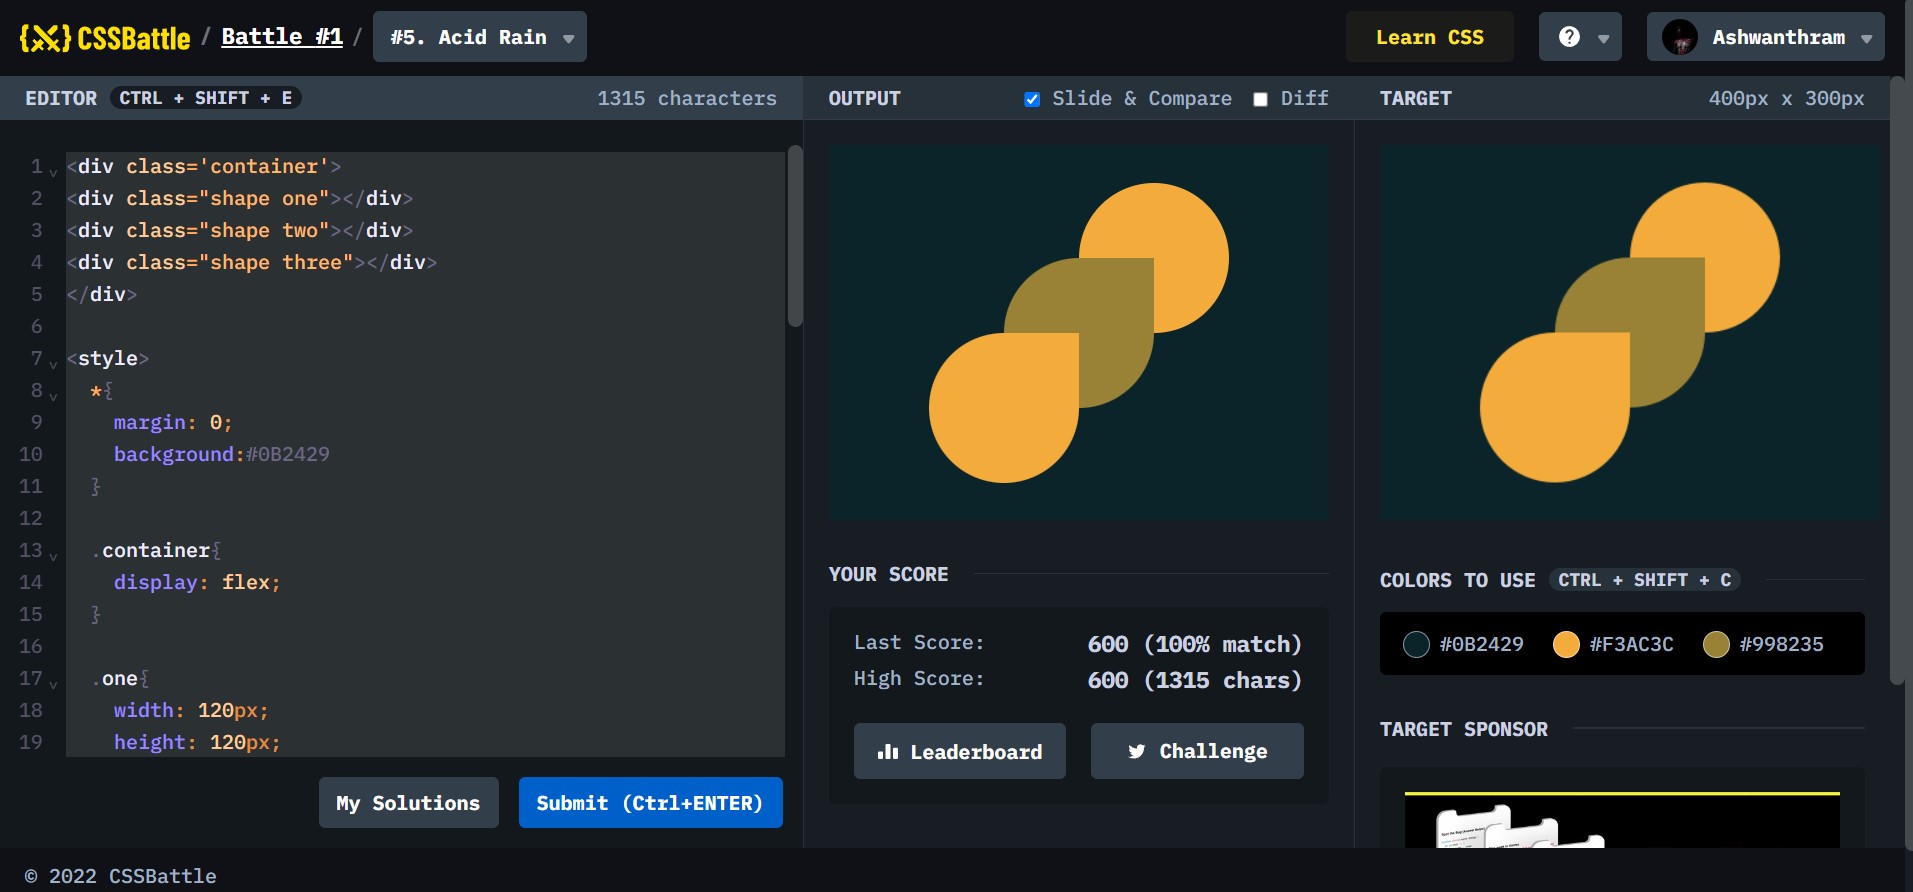 {X} CSSBattle / Battle #1 / #5. Acid Rain
Learn CSS
Ashwanthram
EDITOR CTRL + SHIFT + E 1315 characters
1 <div class='container'>
2 <div class="shape one"></div>
3 <div class="shape two"></div>
4 <div class="shape three"></div>
5 </div>
6
7 <style>
8 *{
9 margin: 0;
10 background:#0B2429
11 }
12
13 .container{
14 display: flex;
15 }
16
17 .one{
18 width: 120px;
19 height: 120px;
My Solutions
Submit (Ctrl+ENTER)
OUTPUT Slide & Compare Diff
YOUR SCORE
Last Score: 600 (100% match)
High Score: 600 (1315 chars)
Leaderboard
Challenge
TARGET 400px x 300px
COLORS TO USE CTRL + SHIFT + C
#0B2429 #F3AC3C #998235
TARGET SPONSOR
© 2022 CSSBattle